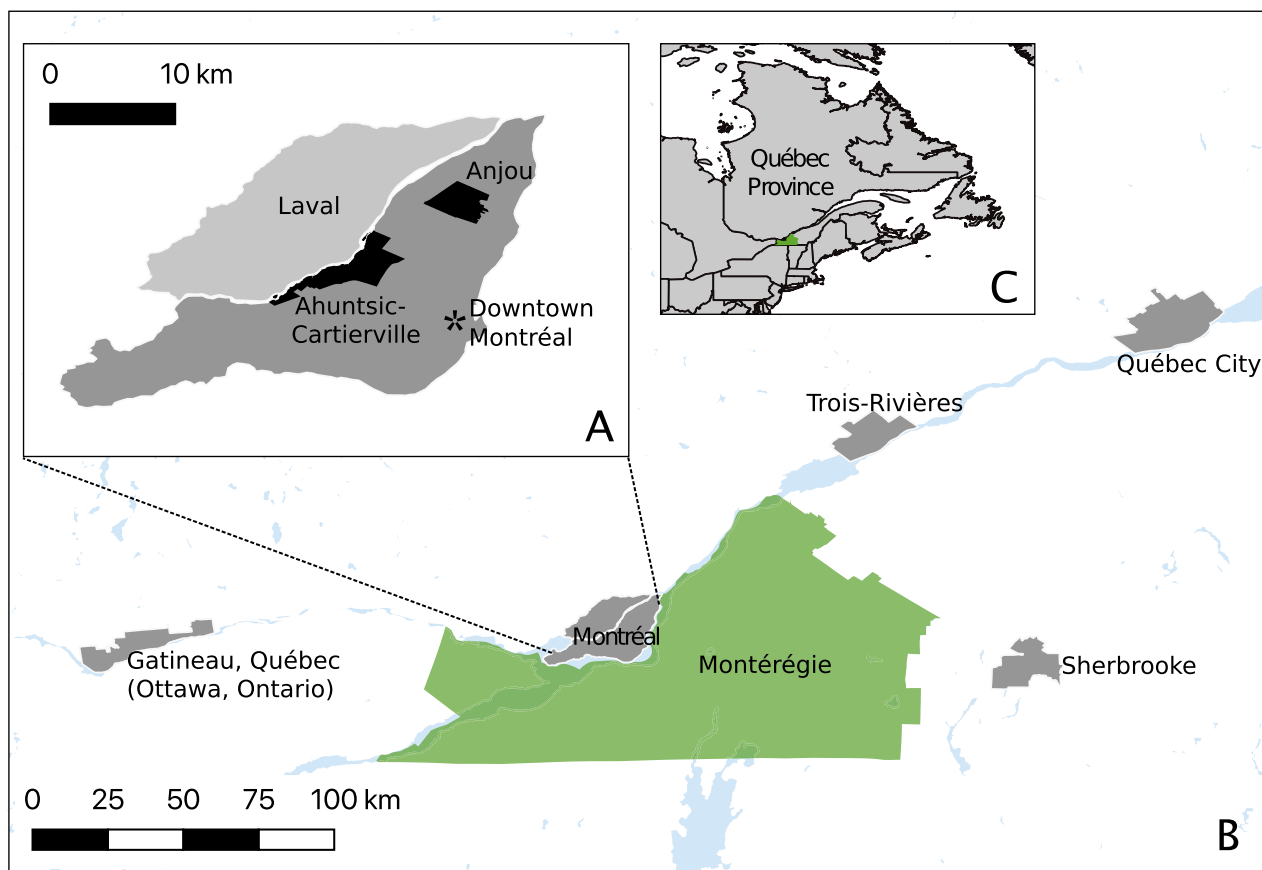 0 10 km
Anjou
Laval
Ahuntsic-
Cartierville
* Downtown
Montréal
A
Québec
Province
C
Québec City
Trois-Rivières
Montréal
Gatineau, Québec
(Ottawa, Ontario)
Montérégie
Sherbrooke
0 25 50 75 100 km
B